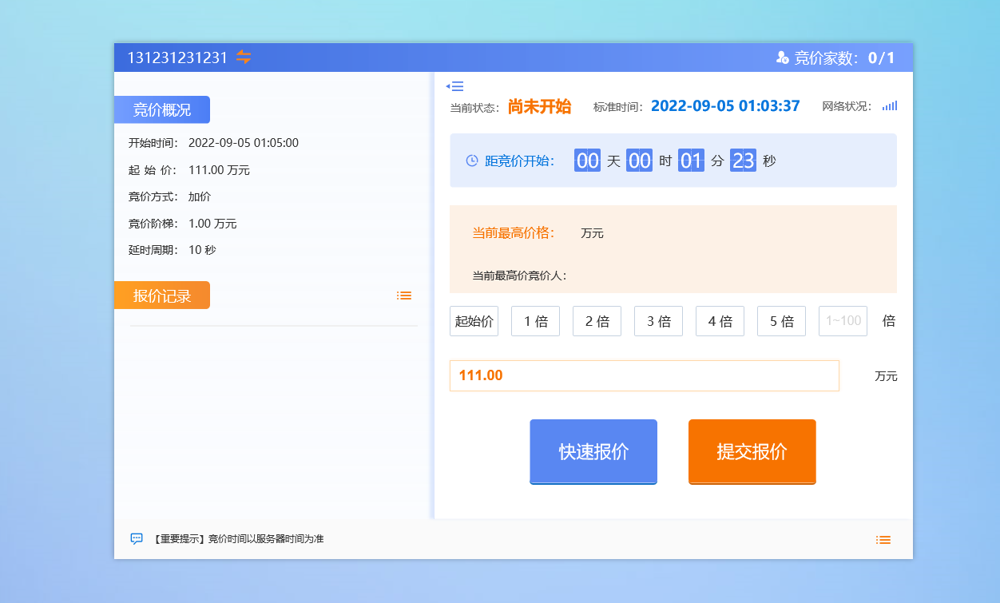 131231231231
竞价家数：0/1
竞价概况
开始时间： 2022-09-05 01:05:00
起 始 价： 111.00 万元
竞价方式： 加价
竞价阶梯： 1.00 万元
延时周期： 10 秒
报价记录
当前状态： 尚未开始 标准时间： 2022-09-05 01:03:37 网络状况：
距竞价开始： 00 天 00 时 01 分 23 秒
当前最高价格： 万元
当前最高价竞价人：
起始价 1 倍 2 倍 3 倍 4 倍 5 倍 1~100 倍
111.00 万元
快速报价 提交报价
【重要提示】竞价时间以服务器时间为准